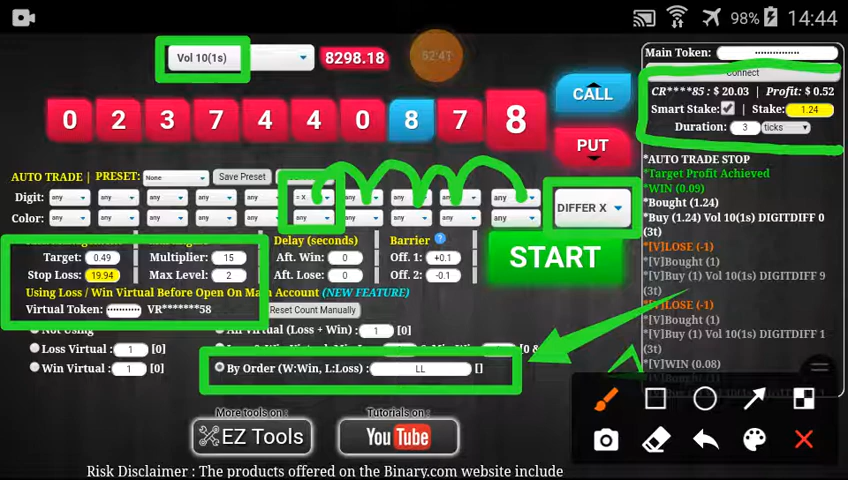 98% 14:44
Vol 10(1s) 8298.18 02:41
Main Token: ••••••••••••••
Connect
CR****85 : $ 20.03 | Profit: $ 0.52
Smart Stake: | Stake: 1.24
Duration: 3 ticks
CALL
PUT
0 2 3 7 4 4 0 8 7 8
AUTO TRADE | PRESET: None Save Preset
Digit: any any any any = X any any any any any
Color: any any any any any any any any any any
DIFFER X
START
Target: 0.49
Stop Loss: 19.94
Multiplier: 15
Max Level: 2
Delay (seconds)
Aft. Win: 0
Aft. Lose: 0
Barrier ?
Off. 1: +0.1
Off. 2: -0.1
Using Loss / Win Virtual Before Open On Main Account (NEW FEATURE)
Virtual Token: •••••••••• VR*******58 Reset Count Manually
Not Using
All Virtual (Loss + Win) : 1 [0]
Loss Virtual : 1 [0]
Win Virtual : 1 [0]
By Order (W:Win, L:Loss) : LL []
*AUTO TRADE STOP
*Target Profit Achieved
*WIN (0.09)
*Bought (1.24)
*Buy (1.24) Vol 10(1s) DIGITDIFF 0
(3t)
*[V]LOSE (-1)
*[V]Bought (1)
*[V]Buy (1) Vol 10(1s) DIGITDIFF 9
(3t)
*[V]LOSE (-1)
*[V]Bought (1)
*[V]Buy (1) Vol 10(1s) DIGITDIFF 1
(3t)
*[V]WIN (0.08)
More tools on :
EZ Tools
Tutorials on :
YouTube
Risk Disclaimer : The products offered on the Binary.com website include